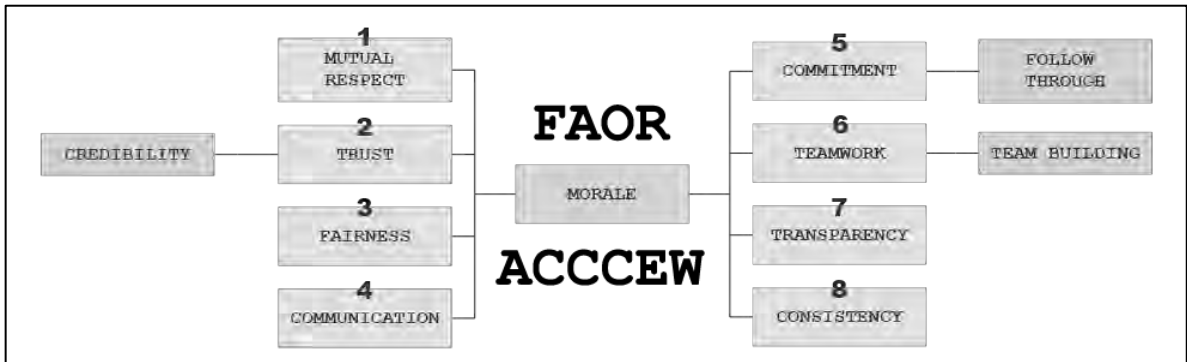 1
MUTUAL
RESPECT
CREDIBILITY
2
TRUST
3
FAIRNESS
4
COMMUNICATION
FAOR
MORALE
ACCCEW
5
COMMITMENT
FOLLOW
THROUGH
6
TEAMWORK
TEAM BUILDING
7
TRANSPARENCY
8
CONSISTENCY